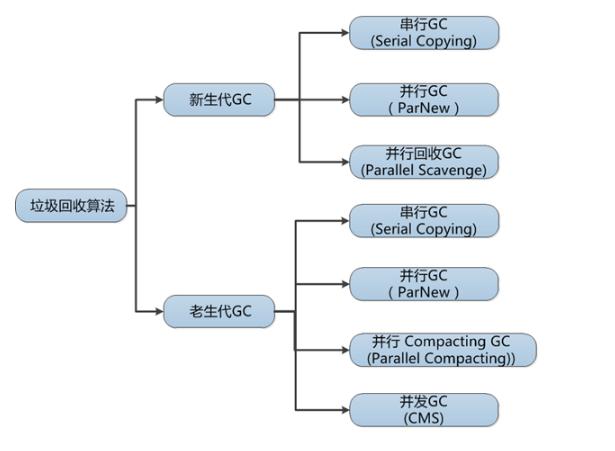 垃圾回收算法
新生代GC
串行GC
(Serial Copying)
并行GC
( ParNew )
并行回收GC
(Parallel Scavenge)
老生代GC
串行GC
(Serial Copying)
并行GC
( ParNew )
并行 Compacting GC
(Parallel Compacting))
并发GC
(CMS)